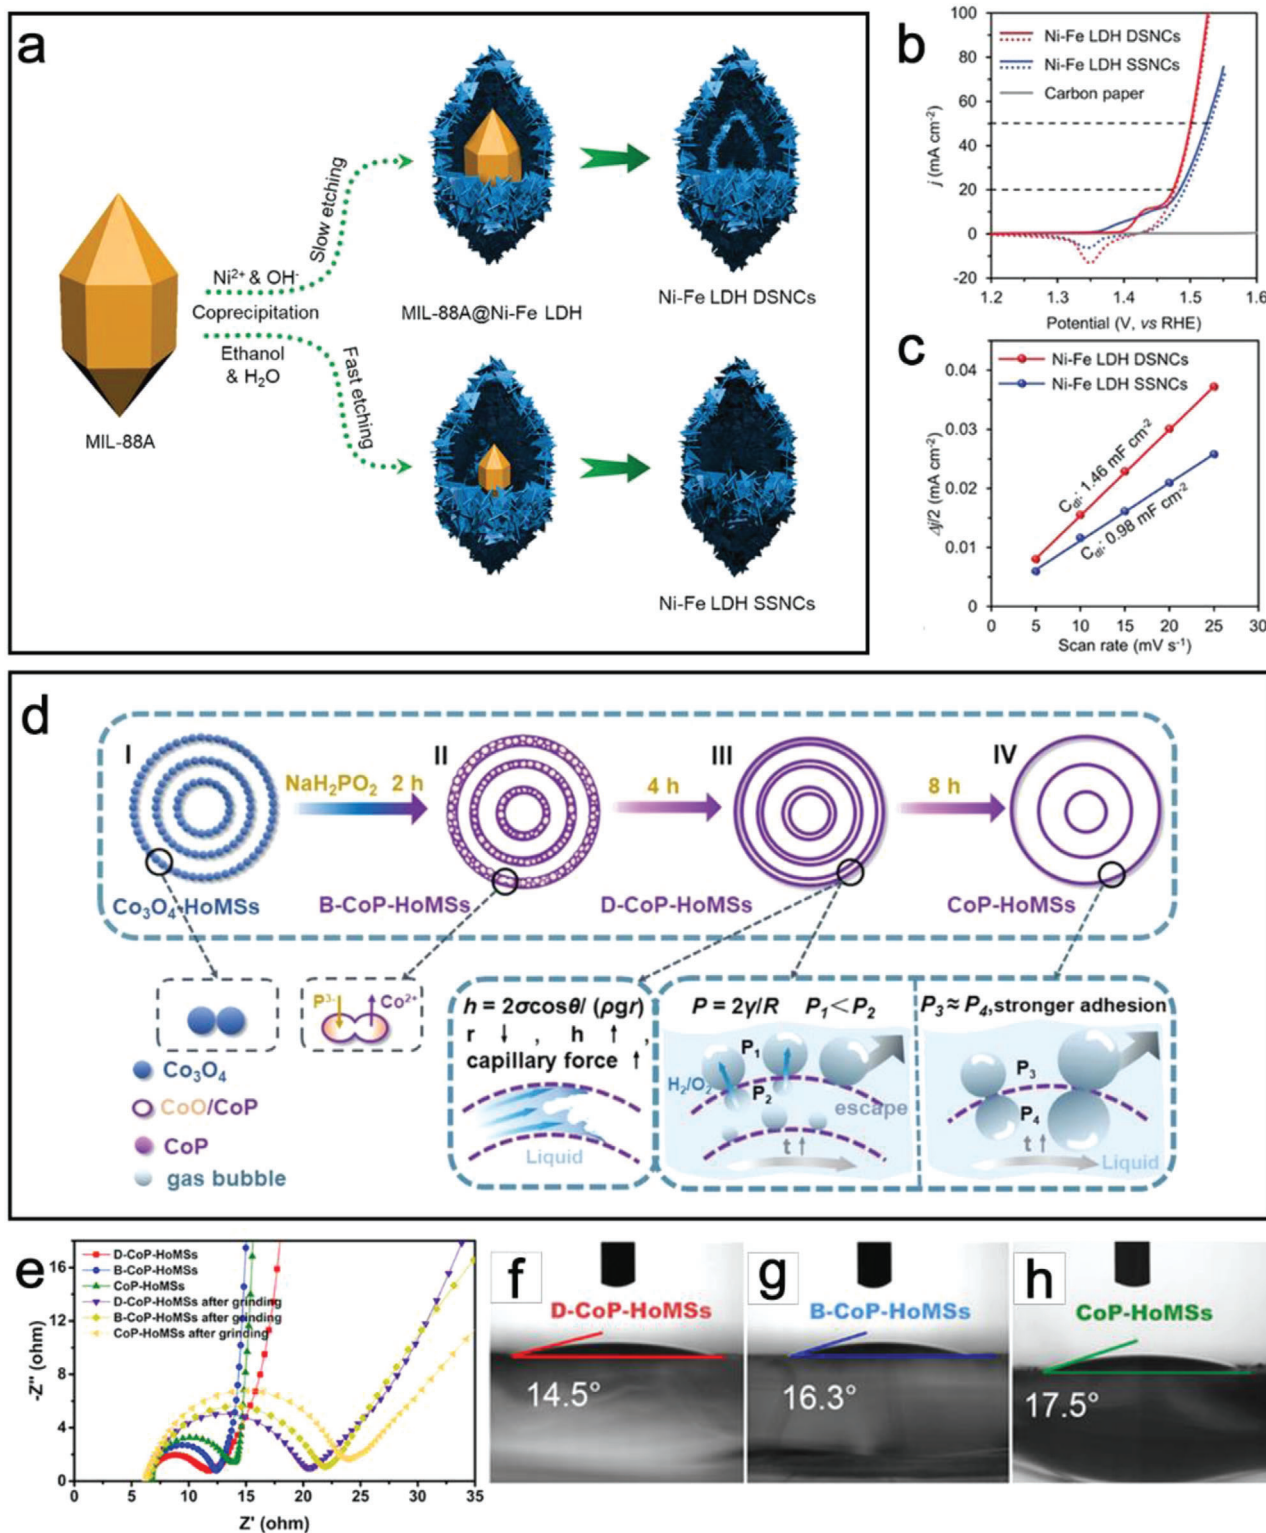 a
MIL-88A
Ni²⁺ & OH⁻
Coprecipitation
Ethanol
& H₂O
Slow etching
Fast etching
MIL-88A@Ni-Fe LDH
Ni-Fe LDH DSNCs
Ni-Fe LDH SSNCs
b
Ni-Fe LDH DSNCs
Ni-Fe LDH SSNCs
Carbon paper
j (mA cm⁻²)
100
80
60
40
20
0
-20
1.2 1.3 1.4 1.5 1.6
Potential (V, vs RHE)
c
Ni-Fe LDH DSNCs
Ni-Fe LDH SSNCs
Cdl: 1.46 mF cm⁻²
Cdl: 0.98 mF cm⁻²
Δj/2 (mA cm⁻²)
0.04
0.03
0.02
0.01
0
0 5 10 15 20 25 30
Scan rate (mV s⁻¹)
d
I II III IV
NaH₂PO₂ 2 h
4 h
8 h
Co₃O₄-HoMSs
B-CoP-HoMSs
D-CoP-HoMSs
CoP-HoMSs
P³⁻
Co²⁺
Co₃O₄
CoO/CoP
CoP
gas bubble
h = 2σcosθ/ (ρgr)
r ↓ , h ↑ ,
capillary force ↑
Liquid
P = 2γ/R P₁<P₂
P₁
H₂/O₂
P₂
escape
t ↑
P₃≈ P₄,stronger adhesion
P₃
P₄
t ↑
Liquid
e
D-CoP-HoMSs
B-CoP-HoMSs
CoP-HoMSs
D-CoP-HoMSs after grinding
B-CoP-HoMSs after grinding
CoP-HoMSs after grinding
-Z'' (ohm)
16
12
8
4
0
0 5 10 15 20 25 30 35
Z' (ohm)
f
D-CoP-HoMSs
14.5°
g
B-CoP-HoMSs
16.3°
h
CoP-HoMSs
17.5°